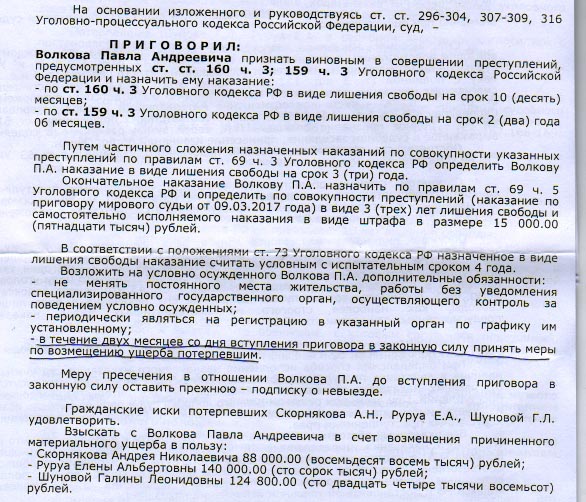 На основании изложенного и руководствуясь ст. ст. 296-304, 307-309, 316
Уголовно-процессуального кодекса Российской Федерации, суд, –
ПРИГОВОРИЛ:
Волкова Павла Андреевича признать виновным в совершении преступлений,
предусмотренных ст. ст. 160 ч. 3; 159 ч. 3 Уголовного кодекса Российской
Федерации и назначить ему наказание:
- по ст. 160 ч. 3 Уголовного кодекса РФ в виде лишения свободы на срок 10 (десять)
месяцев;
- по ст. 159 ч. 3 Уголовного кодекса РФ в виде лишения свободы на срок 2 (два) года
06 месяцев.
Путем частичного сложения назначенных наказаний по совокупности указанных
преступлений по правилам ст. 69 ч. 3 Уголовного кодекса РФ определить Волкову
П.А. наказание в виде лишения свободы на срок 3 (три) года.
Окончательное наказание Волкову П.А. назначить по правилам ст. 69 ч. 5
Уголовного кодекса РФ и определить по совокупности преступлений (наказание по
приговору мирового судьи от 09.03.2017 года) в виде 3 (трех) лет лишения свободы и
самостоятельно исполняемого наказания в виде штрафа в размере 15 000.00
(пятнадцати тысяч) рублей.
В соответствии с положениями ст. 73 Уголовного кодекса РФ назначенное в виде
лишения свободы наказание считать условным с испытательным сроком 4 года.
Возложить на условно осужденного Волкова П.А. дополнительные обязанности:
- не менять постоянного места жительства, работы без уведомления
специализированного государственного орган, осуществляющего контроль за
поведением условно осужденных;
- периодически являться на регистрацию в указанный орган по графику им
установленному;
- в течение двух месяцев со дня вступления приговора в законную силу принять меры
по возмещению ущерба потерпевшим.
Меру пресечения в отношении Волкова П.А. до вступления приговора в
законную силу оставить прежнюю – подписку о невыезде.
Гражданские иски потерпевших Скорнякова А.Н., Руруа Е.А., Шуновой Г.Л.
удовлетворить.
Взыскать с Волкова Павла Андреевича в счет возмещения причиненного
материального ущерба в пользу:
- Скорнякова Андрея Николаевича 88 000.00 (восемьдесят восемь тысяч) рублей;
- Руруа Елены Альбертовны 140 000.00 (сто сорок тысяч) рублей;
- Шуновой Галины Леонидовны 124 800.00 (сто двадцать четыре тысячи восемьсот)
рублей.